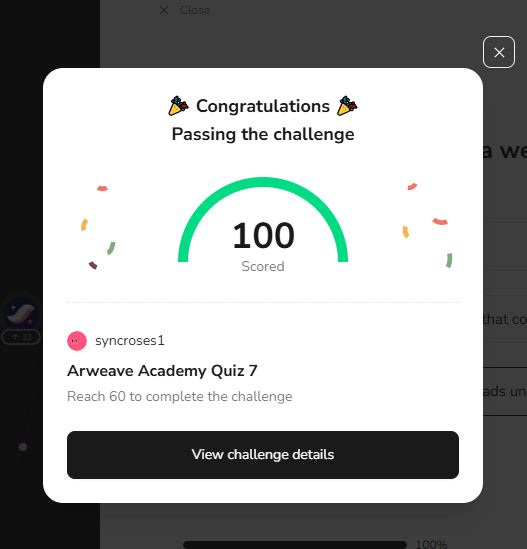 Close
Congratulations
Passing the challenge
a we
100
Scored
that co
32
syncroses1
Arweave Academy Quiz 7
ads un
Reach 60 to complete the challenge
View challenge details
100%